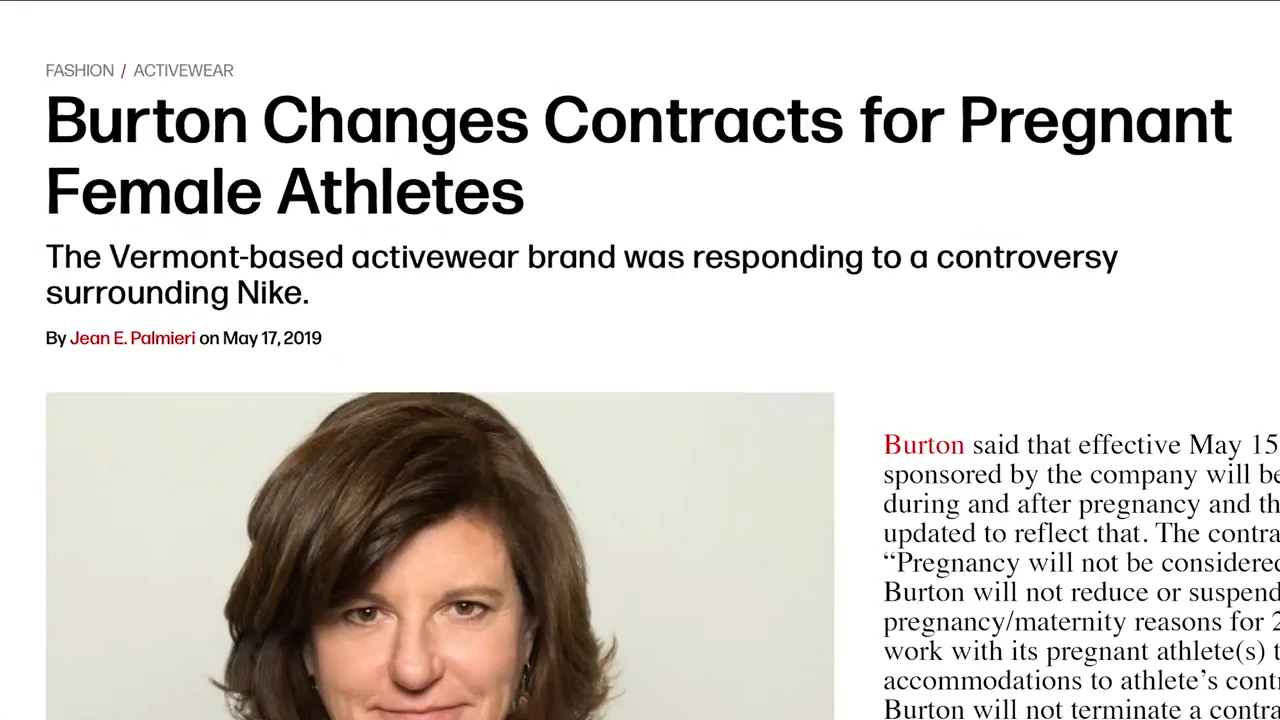 FASHION / ACTIVEWEAR
Burton Changes Contracts for Pregnant
Female Athletes
The Vermont-based activewear brand was responding to a controversy
surrounding Nike.
By Jean E. Palmieri on May 17, 2019
Burton said that effective May 15
sponsored by the company will be
during and after pregnancy and th
updated to reflect that. The contra
“Pregnancy will not be considered
Burton will not reduce or suspend
pregnancy/maternity reasons for 2
work with its pregnant athlete(s) t
accommodations to athlete’s contr
Burton will not terminate a contra